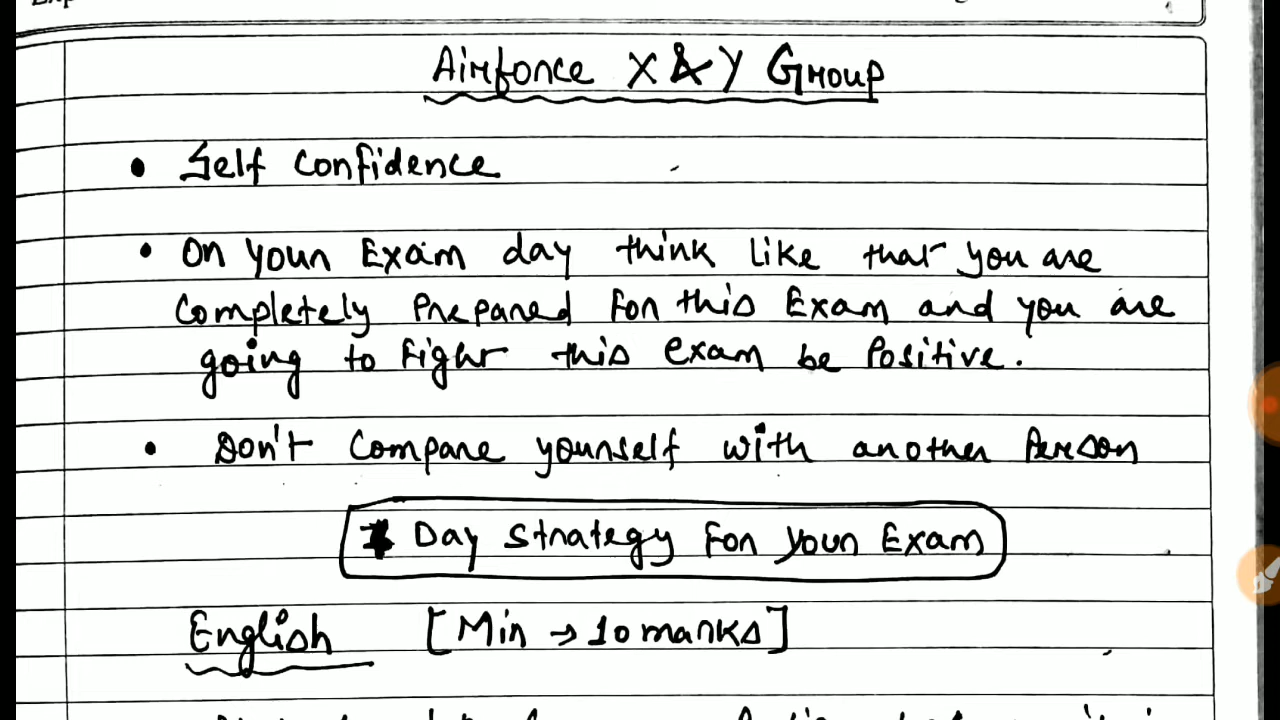 Airforce X & Y Group
• Self Confidence
• On your Exam day think like that you are
Completely Prepared For this Exam and you are
going to Fight this exam be Positive.
• Don't Compare yourself with another Person
Day Strategy For your Exam
English [Min → 10 marks]